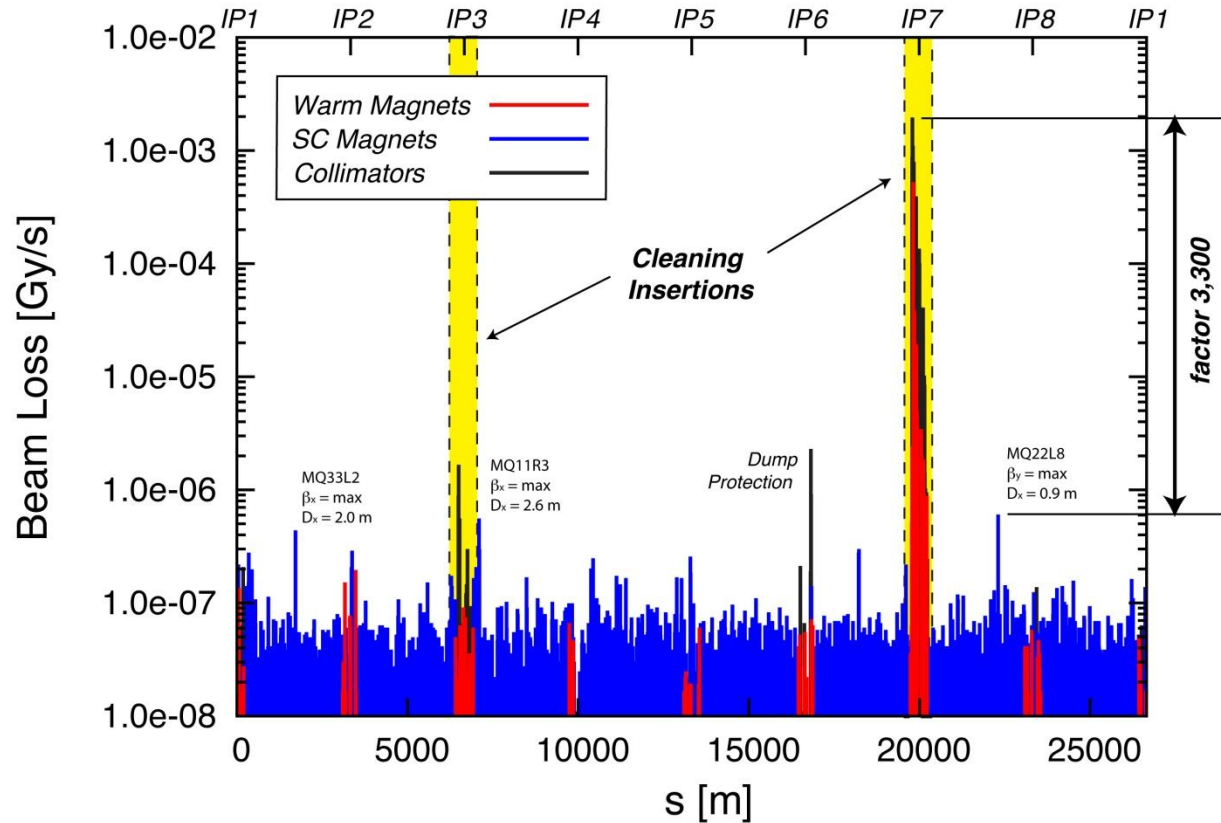 IP1 IP2 IP3 IP4 IP5 IP6 IP7 IP8 IP1
1.0e-02
1.0e-03
1.0e-04
1.0e-05
1.0e-06
1.0e-07
1.0e-08
Beam Loss [Gy/s]
Warm Magnets
SC Magnets
Collimators
Cleaning
Insertions
factor 3,300
MQ33L2
βx = max
Dx = 2.0 m
MQ11R3
βx = max
Dx = 2.6 m
Dump
Protection
MQ22L8
βy = max
Dx = 0.9 m
0 5000 10000 15000 20000 25000
s [m]